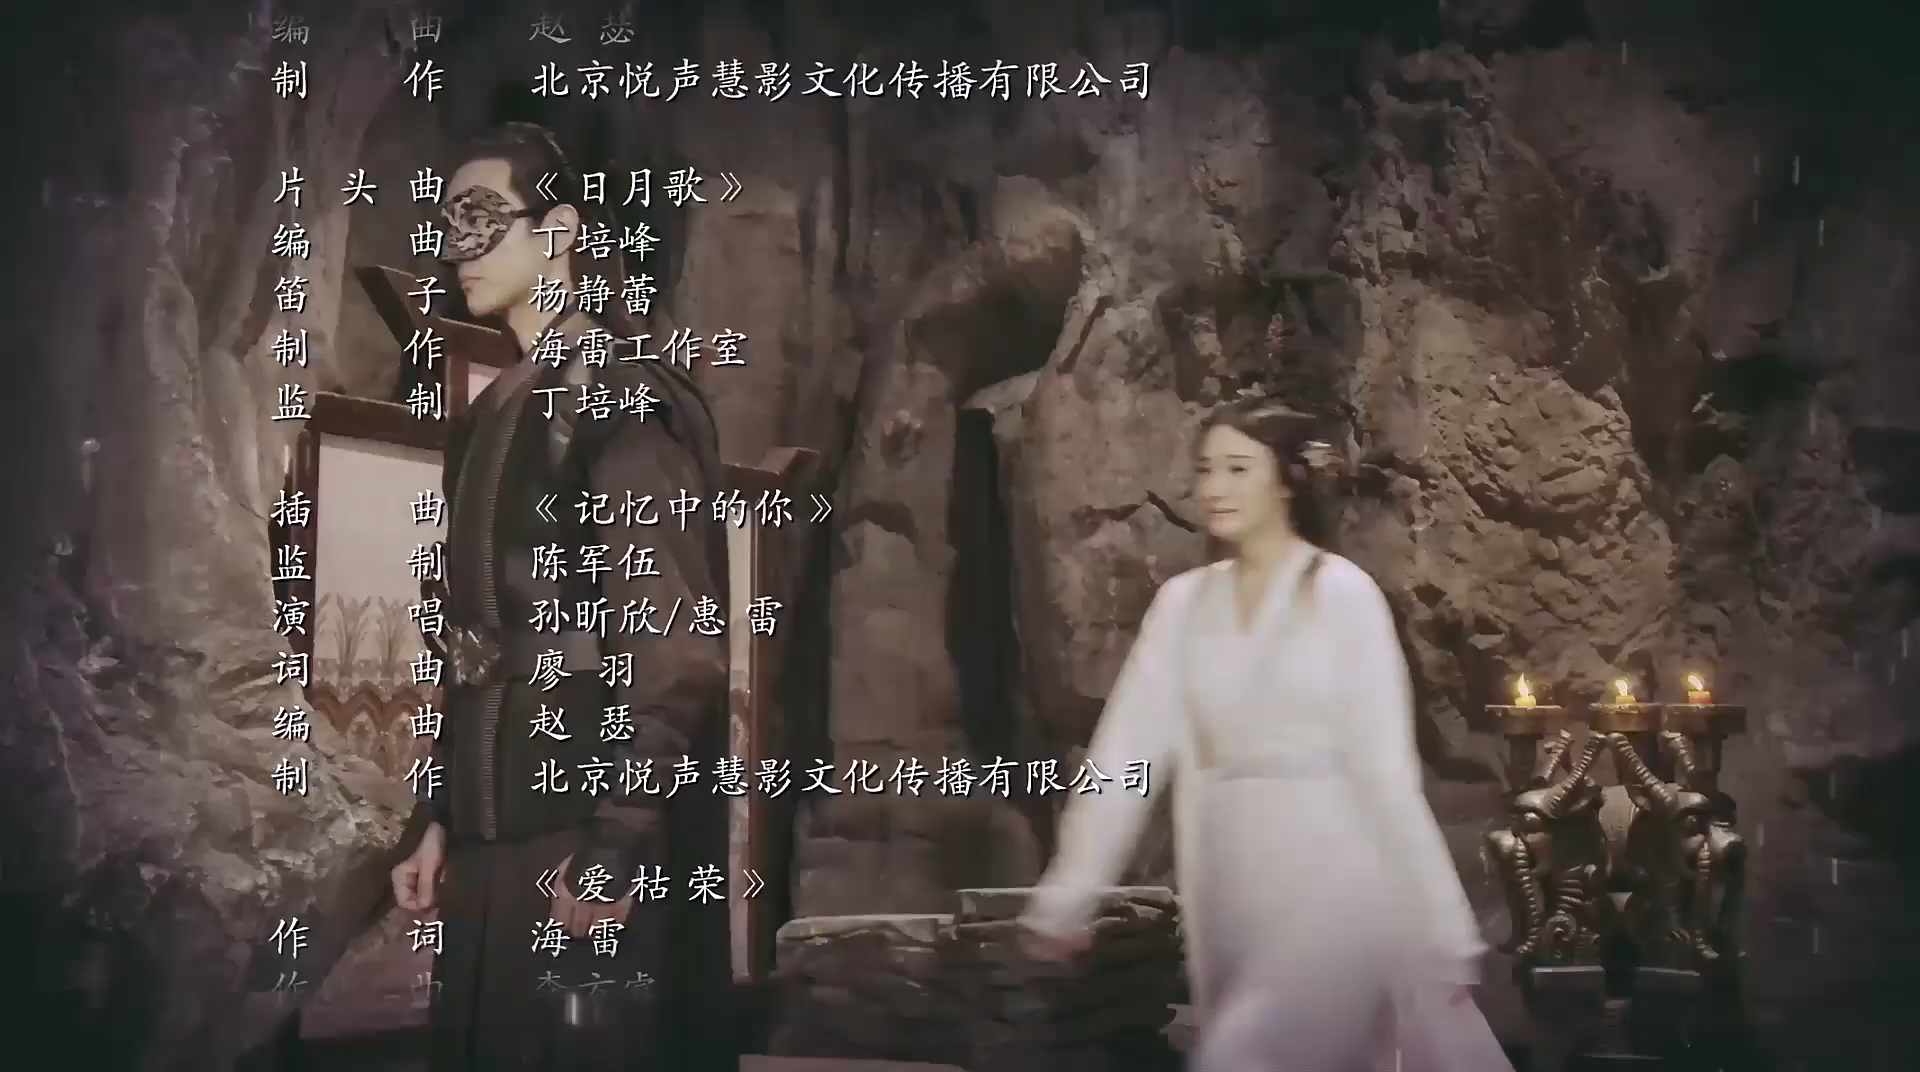 编曲 赵瑟
制作 北京悦声慧影文化传播有限公司
片头曲 《日月歌》
编曲 丁培峰
笛子 杨静蕾
制作 海雷工作室
监制 丁培峰
插曲 《记忆中的你》
监制 陈军伍
演唱 孙昕欣/惠雷
词曲 廖羽
编曲 赵瑟
制作 北京悦声慧影文化传播有限公司
《爱枯荣》
作词 海雷
作曲